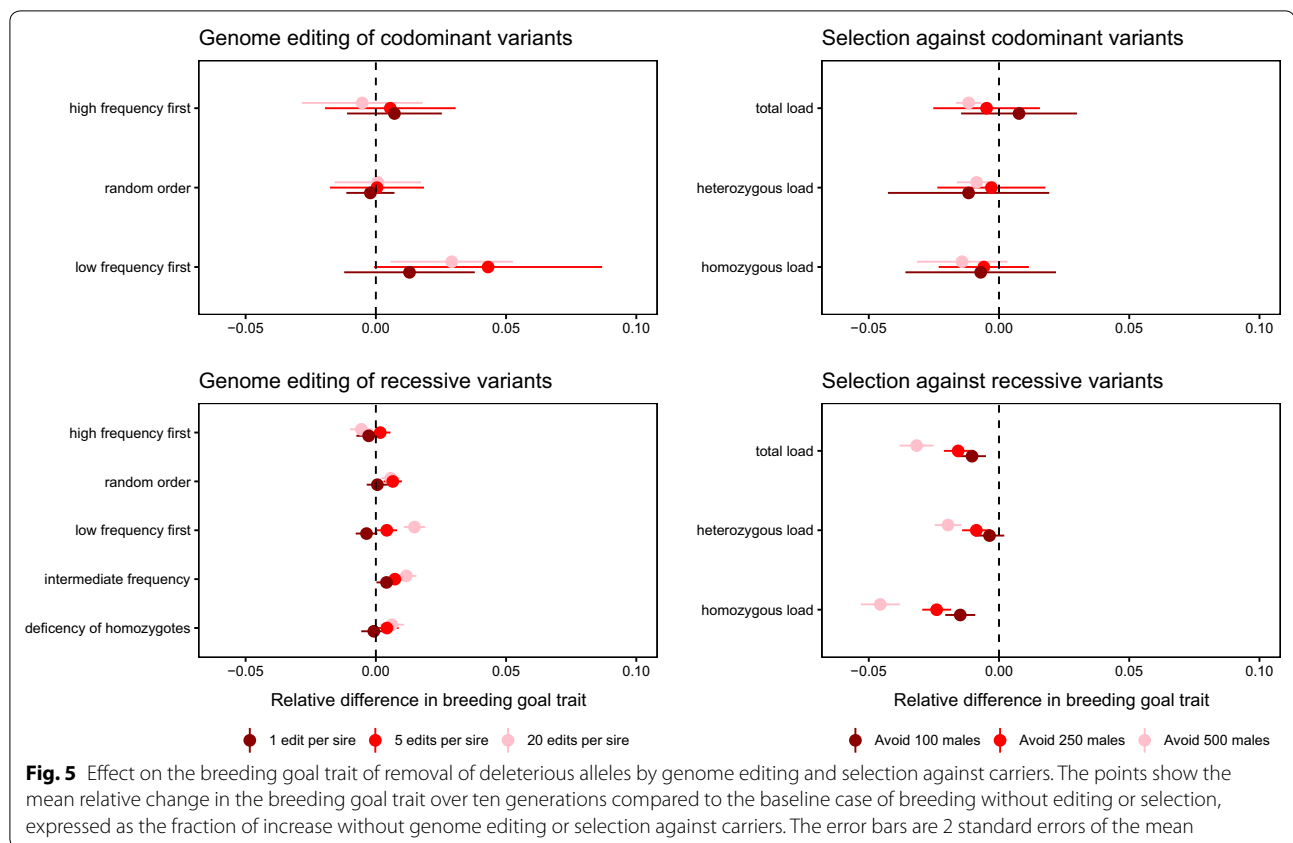 Genome editing of codominant variants
high frequency first
random order
low frequency first
−0.05 0.00 0.05 0.10
Selection against codominant variants
total load
heterozygous load
homozygous load
−0.05 0.00 0.05 0.10
Genome editing of recessive variants
high frequency first
random order
low frequency first
intermediate frequency
deficency of homozygotes
−0.05 0.00 0.05 0.10
Relative difference in breeding goal trait
1 edit per sire 5 edits per sire 20 edits per sire
Selection against recessive variants
total load
heterozygous load
homozygous load
−0.05 0.00 0.05 0.10
Relative difference in breeding goal trait
Avoid 100 males Avoid 250 males Avoid 500 males
Fig. 5 Effect on the breeding goal trait of removal of deleterious alleles by genome editing and selection against carriers. The points show the
mean relative change in the breeding goal trait over ten generations compared to the baseline case of breeding without editing or selection,
expressed as the fraction of increase without genome editing or selection against carriers. The error bars are 2 standard errors of the mean